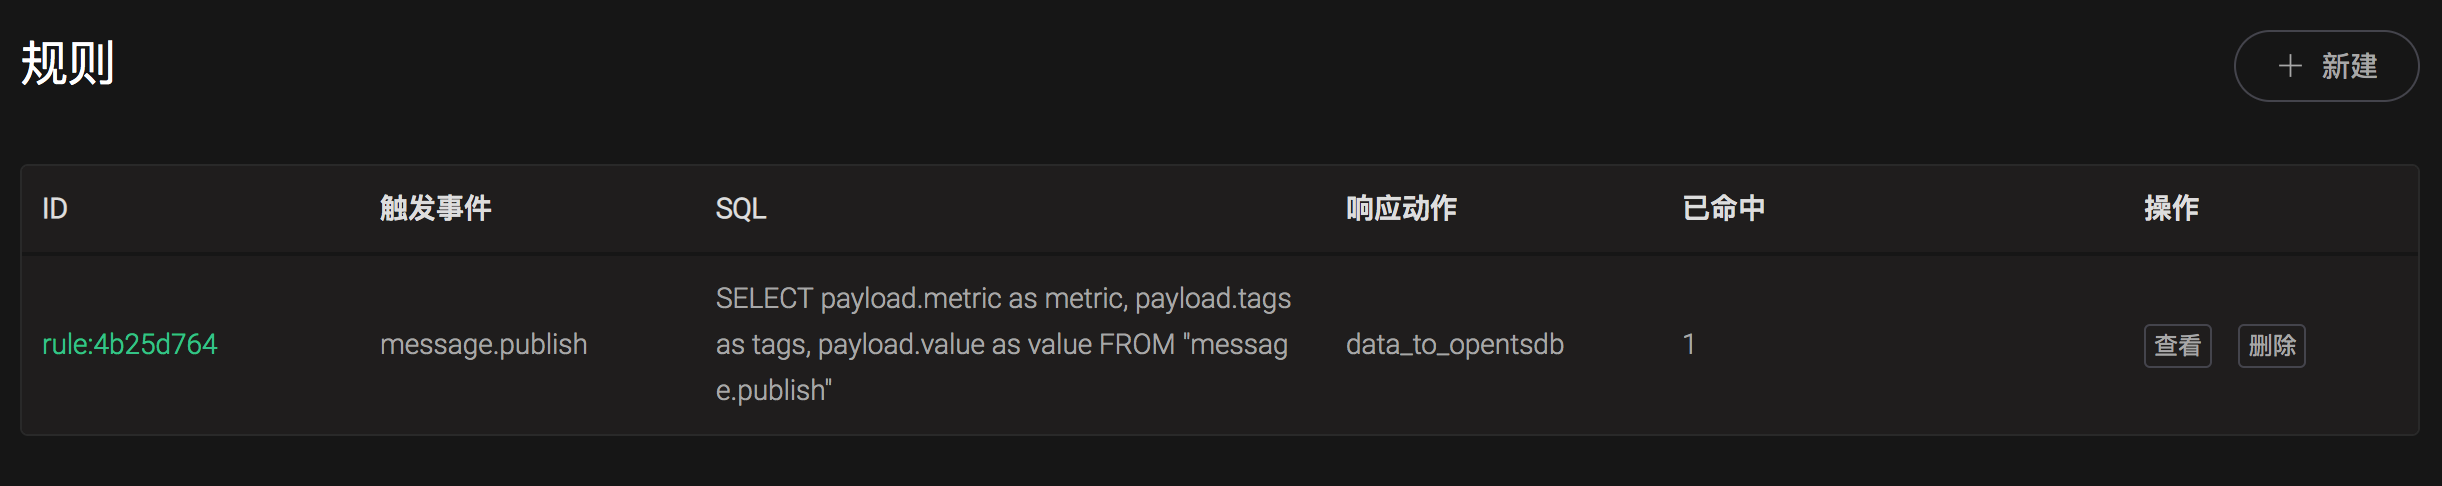 规则
新建
ID 触发事件 SQL 响应动作 已命中 操作
SELECT payload.metric as metric, payload.tags
rule:4b25d764 message.publish as tags, payload.value as value FROM "messag data_to_opentsdb 1 查看 删除
e.publish"